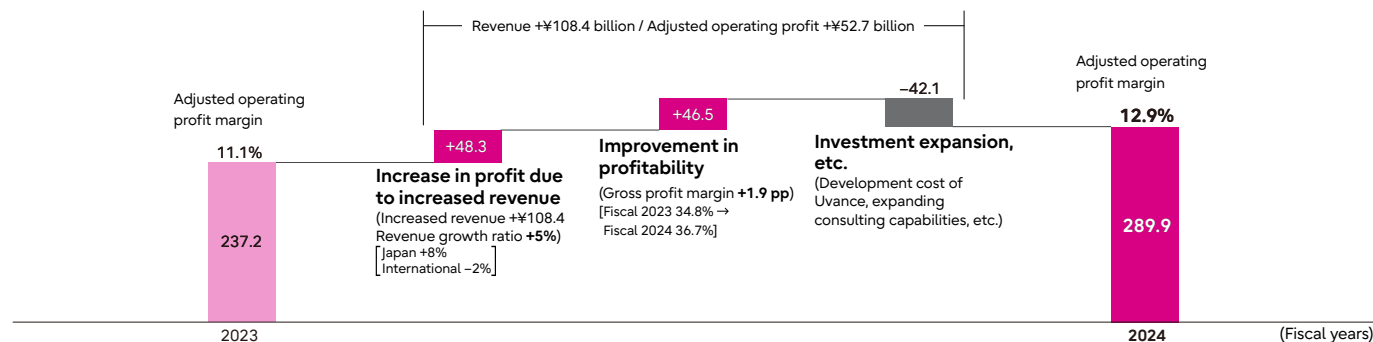 Revenue +¥108.4 billion / Adjusted operating profit +¥52.7 billion
Adjusted operating
profit margin
11.1%
237.2
2023
+48.3
Increase in profit due
to increased revenue
(Increased revenue +¥108.4
Revenue growth ratio +5%)
Japan +8%
International –2%
+46.5
Improvement in
profitability
(Gross profit margin +1.9 pp)
[Fiscal 2023 34.8% →
Fiscal 2024 36.7%]
–42.1
Investment expansion,
etc.
(Development cost of
Uvance, expanding
consulting capabilities, etc.)
Adjusted operating
profit margin
12.9%
289.9
2024
(Fiscal years)